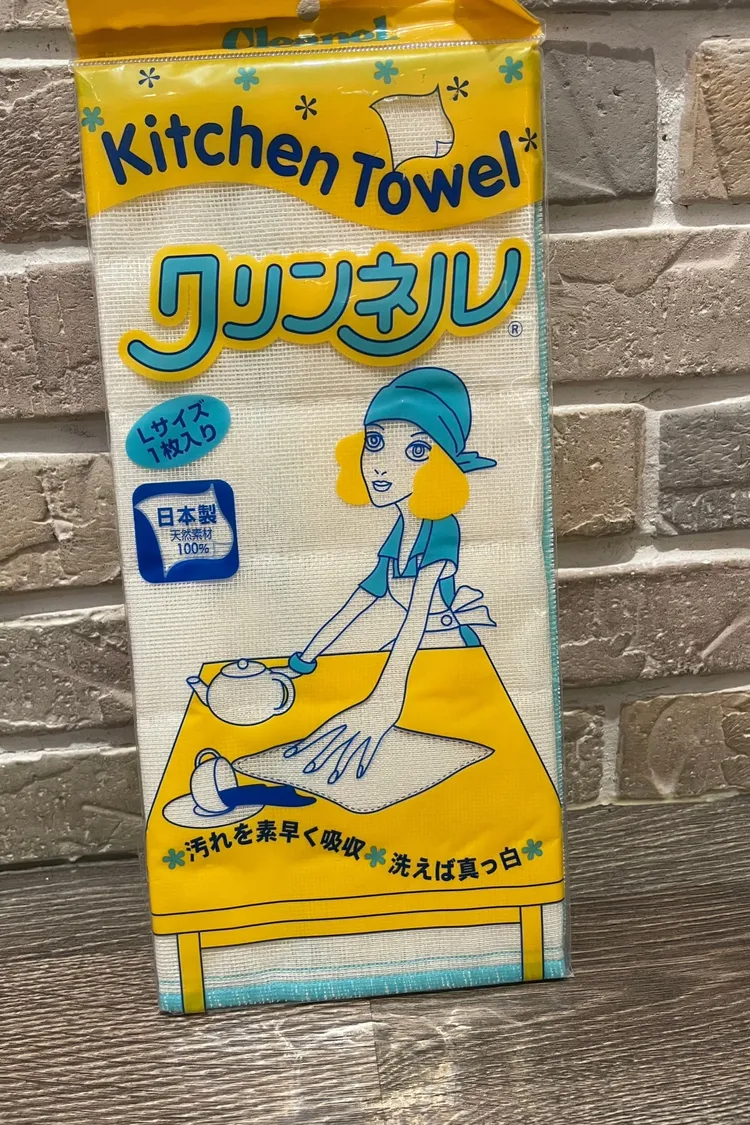 Cleanel
Kitchen Towel
クリンネル®
Lサイズ
1枚入り
日本製
天然素材
100%
汚れを素早く吸収
洗えば真っ白